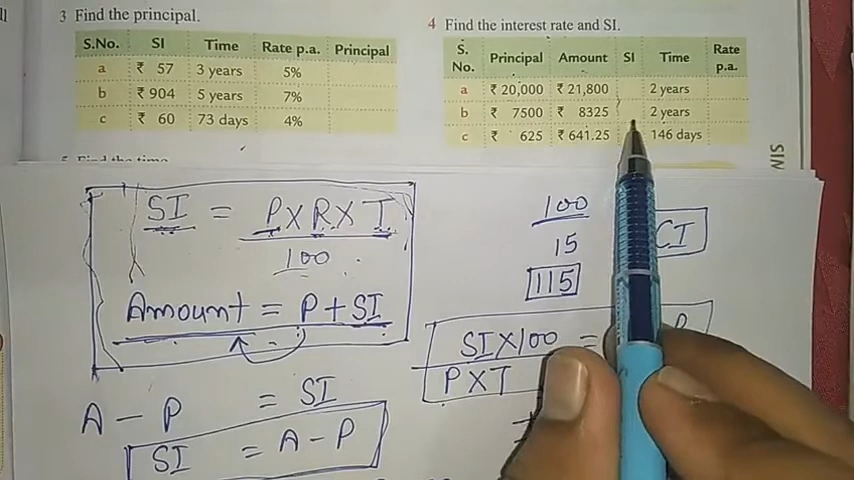 3 Find the principal.
S.No. SI Time Rate p.a. Principal
a ₹ 57 3 years 5%
b ₹ 904 5 years 7%
c ₹ 60 73 days 4%
4 Find the interest rate and SI.
S. No. Principal Amount SI Time Rate p.a.
a ₹ 20,000 ₹ 21,800 2 years
b ₹ 7500 ₹ 8325 2 years
c ₹ 625 ₹ 641.25 146 days
SIN
SI = P X R X T
100
Amount = P + SI
A - P = SI
SI = A - P
100
15
115
CI
SI X 100 =
P X T